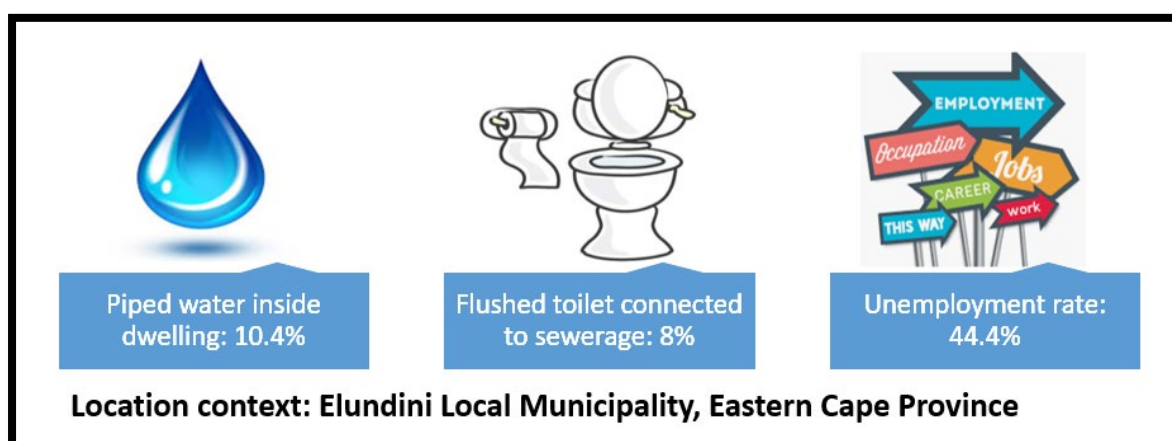 EMPLOYMENT
Occupation
Jobs
CAREER
THIS WAY
work
Piped water inside
dwelling: 10.4%
Flushed toilet connected
to sewerage: 8%
Unemployment rate:
44.4%
Location context: Elundini Local Municipality, Eastern Cape Province